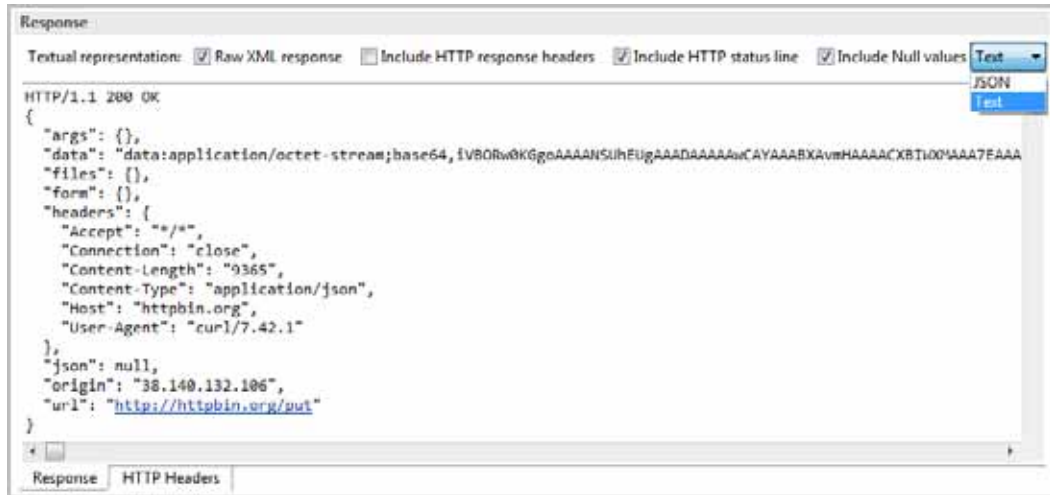 Response
Textual representation: Raw XML response Include HTTP response headers Include HTTP status line Include Null values Text
JSON
Text
HTTP/1.1 200 OK
{
"args": {},
"data": "data:application/octet-stream;base64,
"files": {},
"form": {},
"headers": {
"Accept": "*/*",
"Connection": "close",
"Content-Length": "9365",
"Content-Type": "application/json",
"Host": "httpbin.org",
"User-Agent": "curl/7.42.1"
},
"json": null,
"origin": "38.140.132.106",
"url": "http://httpbin.org/put"
}
Response HTTP Headers